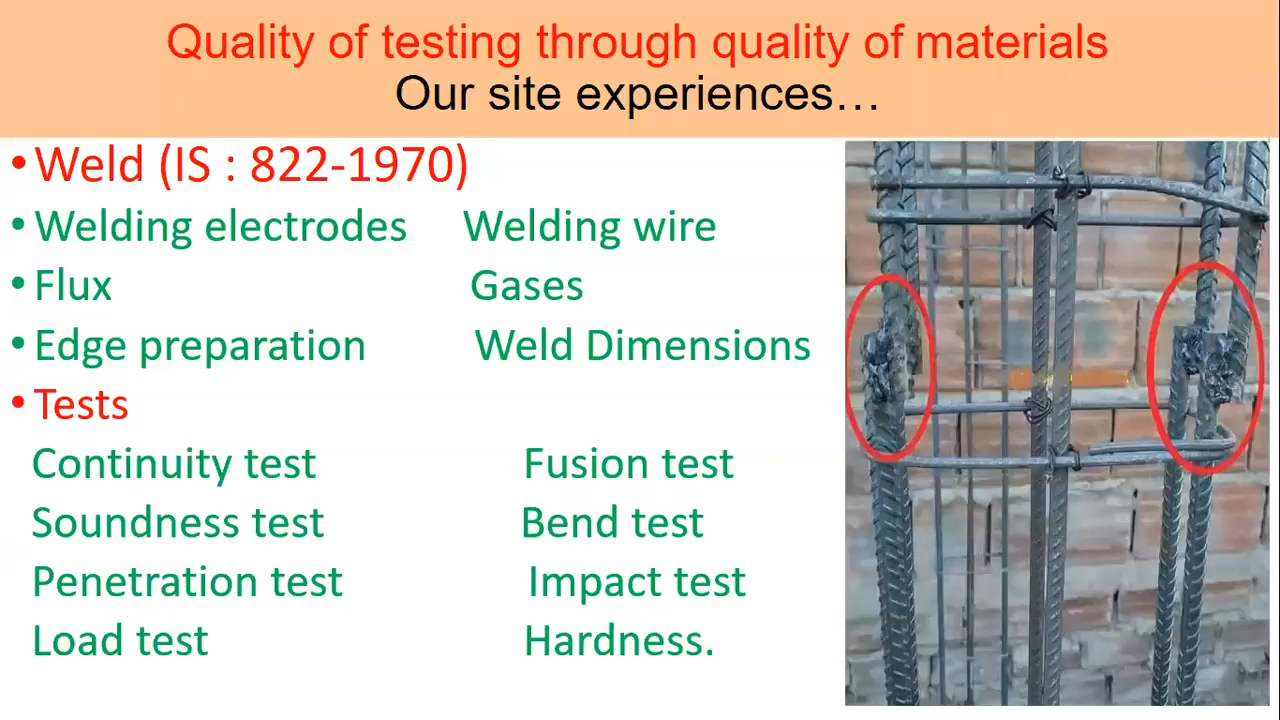 Quality of testing through quality of materials
Our site experiences…
• Weld (IS : 822-1970)
• Welding electrodes Welding wire
• Flux Gases
• Edge preparation Weld Dimensions
• Tests
Continuity test Fusion test
Soundness test Bend test
Penetration test Impact test
Load test Hardness.